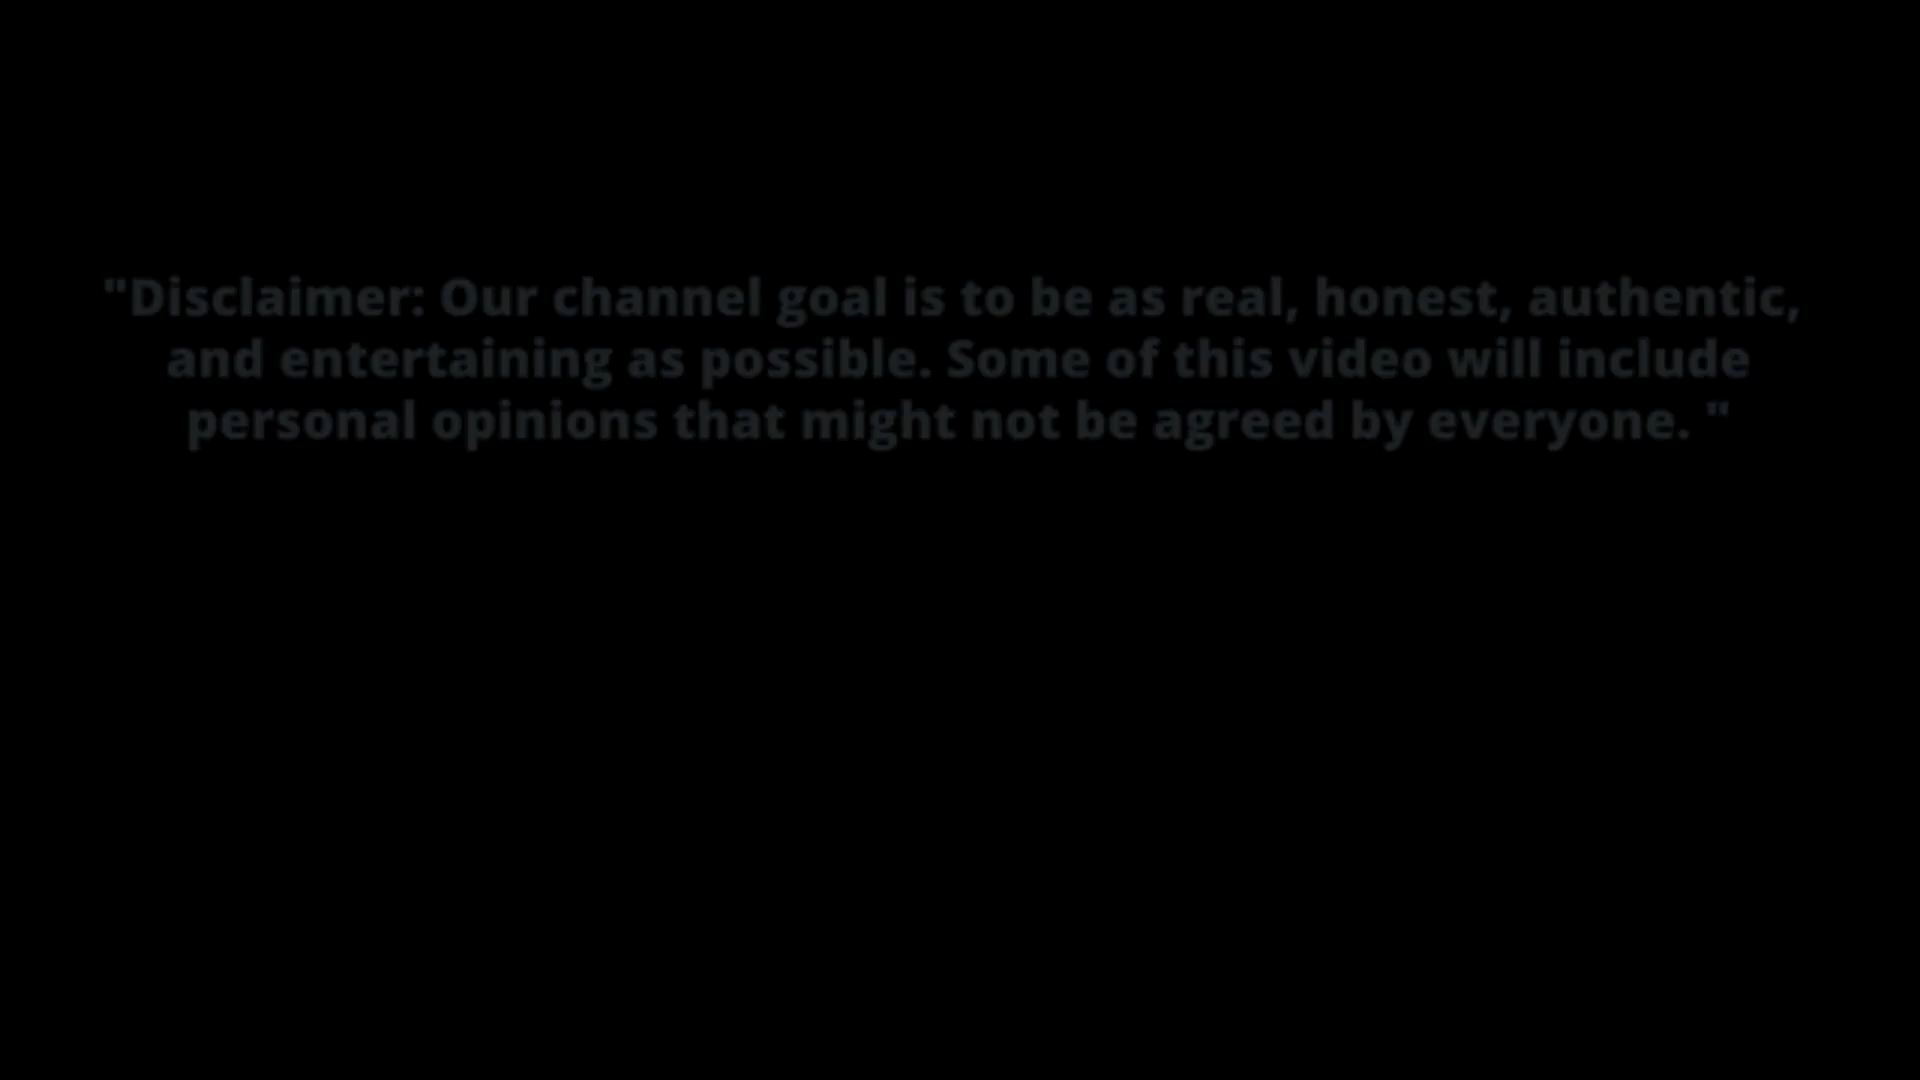 "Disclaimer: Our channel goal is to be as real, honest, authentic,
and entertaining as possible. Some of this video will include
personal opinions that might not be agreed by everyone. "